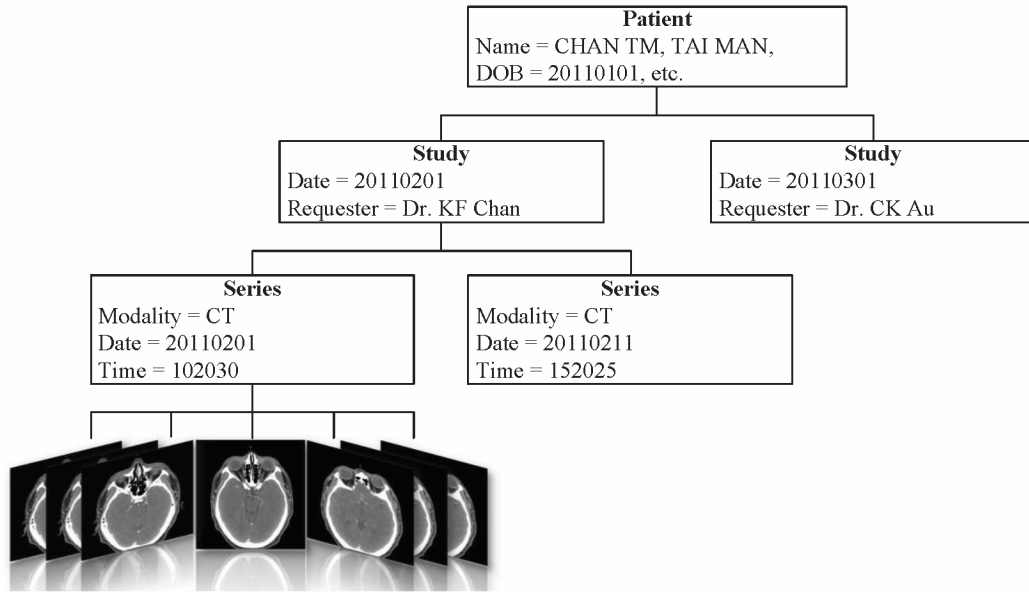 Patient
Name = CHAN TM, TAI MAN,
DOB = 20110101, etc.
Study
Date = 20110201
Requester = Dr. KF Chan
Study
Date = 20110301
Requester = Dr. CK Au
Series
Modality = CT
Date = 20110201
Time = 102030
Series
Modality = CT
Date = 20110211
Time = 152025